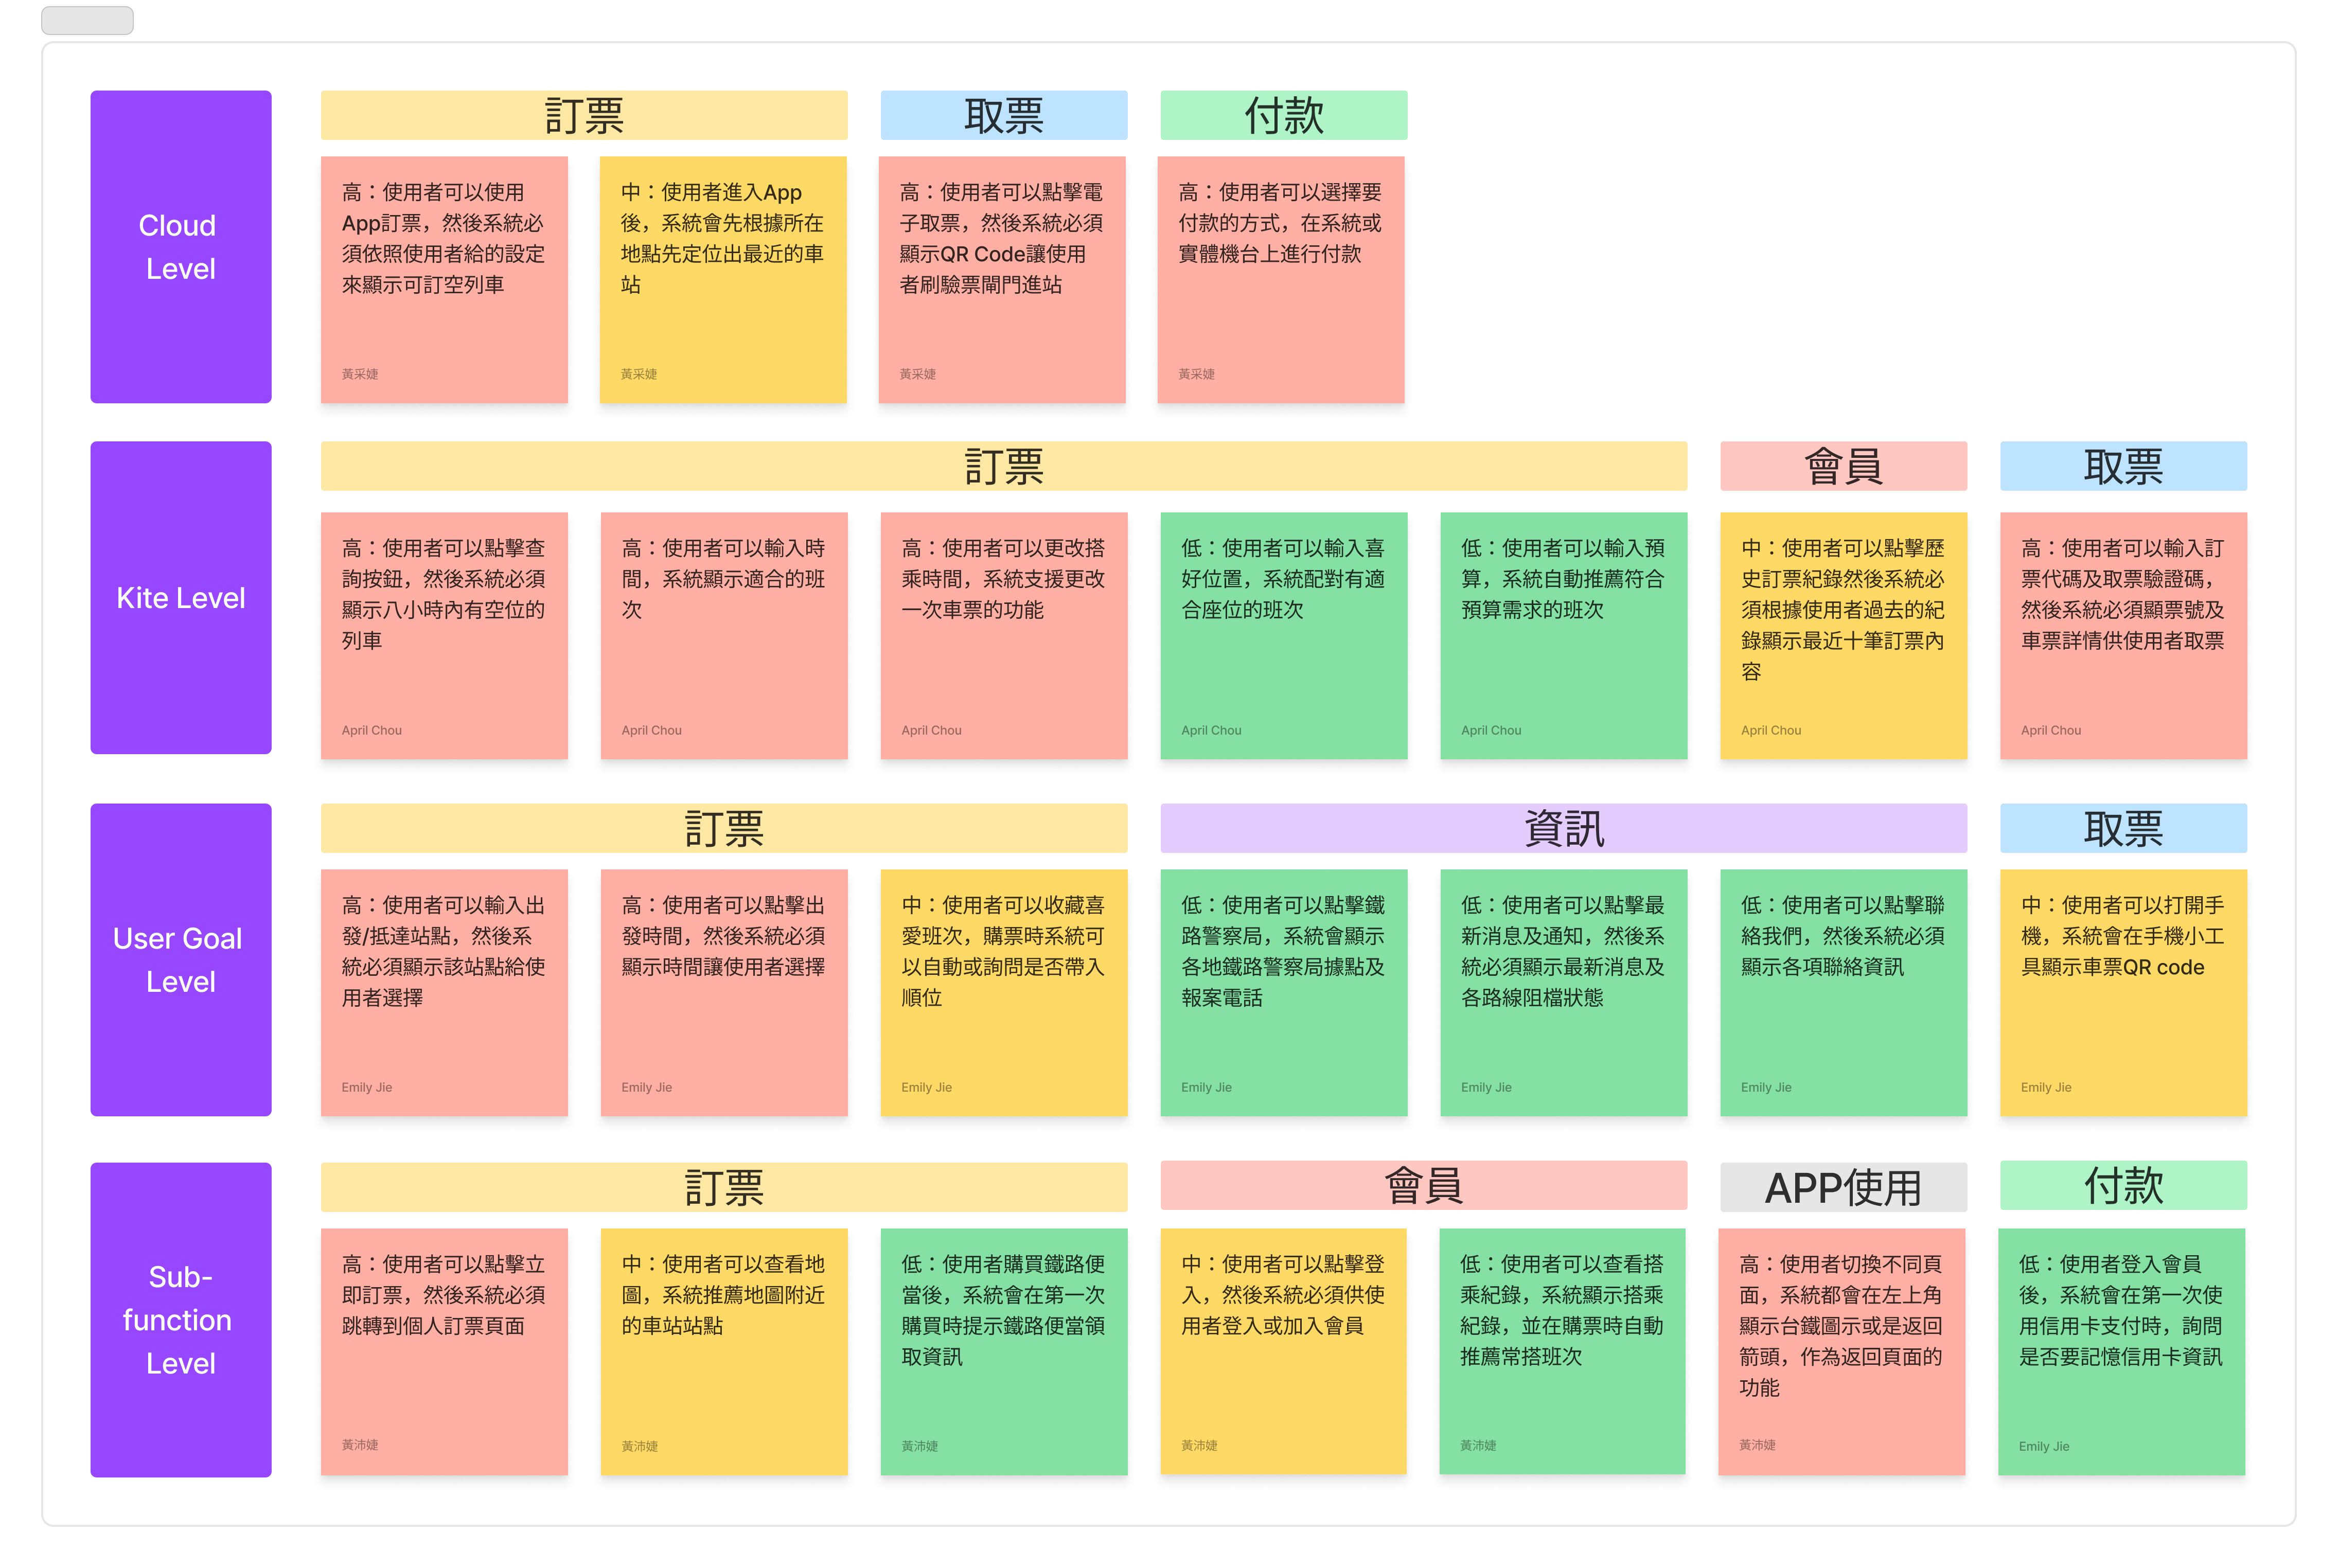 Cloud
Level
訂票
取票
付款
高：使用者可以使用
App訂票，然後系統必
須依照使用者給的設定
來顯示可訂空列車
黃采婕
中：使用者進入App
後，系統會先根據所在
地點先定位出最近的車
站
黃采婕
高：使用者可以點擊電
子取票，然後系統必須
顯示QR Code讓使用
者刷驗票閘門進站
黃采婕
高：使用者可以選擇要
付款的方式，在系統或
實體機台上進行付款
黃采婕
Kite Level
訂票
會員
取票
高：使用者可以點擊查
詢按鈕，然後系統必須
顯示八小時內有空位的
列車
April Chou
高：使用者可以輸入時
間，系統顯示適合的班
次
April Chou
高：使用者可以更改搭
乘時間，系統支援更改
一次車票的功能
April Chou
低：使用者可以輸入喜
好位置，系統配對有適
合座位的班次
April Chou
低：使用者可以輸入預
算，系統自動推薦符合
預算需求的班次
April Chou
中：使用者可以點擊歷
史訂票紀錄然後系統必
須根據使用者過去的紀
錄顯示最近十筆訂票內
容
April Chou
高：使用者可以輸入訂
票代碼及取票驗證碼，
然後系統必須顯票號及
車票詳情供使用者取票
April Chou
User Goal
Level
訂票
資訊
取票
高：使用者可以輸入出
發/抵達站點，然後系
統必須顯示該站點給使
用者選擇
Emily Jie
高：使用者可以點擊出
發時間，然後系統必須
顯示時間讓使用者選擇
Emily Jie
中：使用者可以收藏喜
愛班次，購票時系統可
以自動或詢問是否帶入
順位
Emily Jie
低：使用者可以點擊鐵
路警察局，系統會顯示
各地鐵路警察局據點及
報案電話
Emily Jie
低：使用者可以點擊最
新消息及通知，然後系
統必須顯示最新消息及
各路線阻檔狀態
Emily Jie
低：使用者可以點擊聯
絡我們，然後系統必須
顯示各項聯絡資訊
Emily Jie
中：使用者可以打開手
機，系統會在手機小工
具顯示車票QR code
Emily Jie
Sub-
function
Level
訂票
會員
APP使用
付款
高：使用者可以點擊立
即訂票，然後系統必須
跳轉到個人訂票頁面
黃沛婕
中：使用者可以查看地
圖，系統推薦地圖附近
的車站站點
黃沛婕
低：使用者購買鐵路便
當後，系統會在第一次
購買時提示鐵路便當領
取資訊
黃沛婕
中：使用者可以點擊登
入，然後系統必須供使
用者登入或加入會員
黃沛婕
低：使用者可以查看搭
乘紀錄，系統顯示搭乘
紀錄，並在購票時自動
推薦常搭班次
黃沛婕
高：使用者切換不同頁
面，系統都會在左上角
顯示台鐵圖示或是返回
箭頭，作為返回頁面的
功能
黃沛婕
低：使用者登入會員
後，系統會在第一次使
用信用卡支付時，詢問
是否要記憶信用卡資訊
Emily Jie